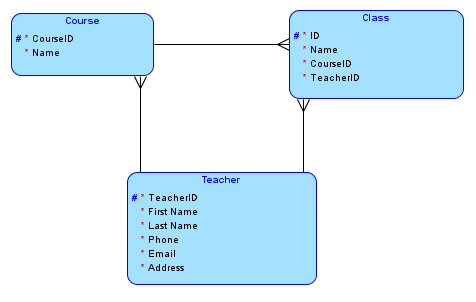 Course
# * CourseID
* Name
Class
# * ID
* Name
* CourseID
* TeacherID
Teacher
# * TeacherID
* First Name
* Last Name
* Phone
* Email
* Address